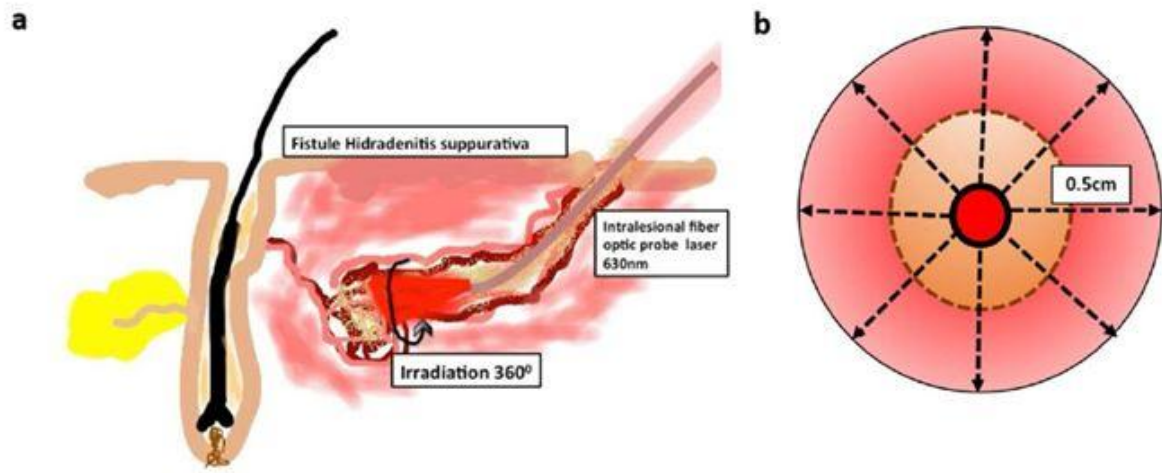 a
Fistule Hidradenitis suppurativa
Intralesional fiber
optic probe laser
630nm
Irradiation 360⁰
b
0.5cm